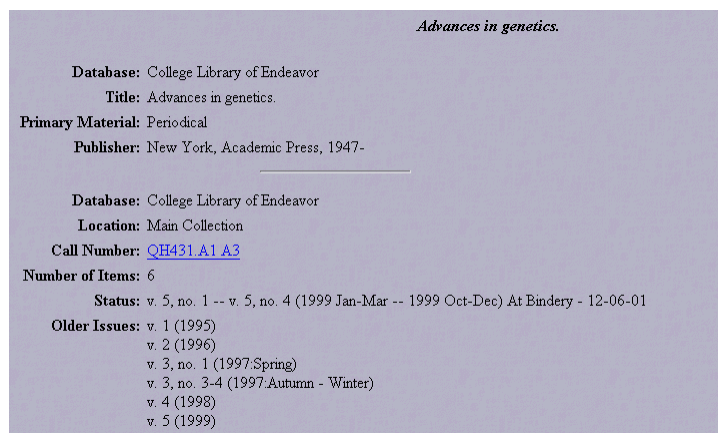 Advances in genetics.
Database: College Library of Endeavor
Title: Advances in genetics.
Primary Material: Periodical
Publisher: New York, Academic Press, 1947-
Database: College Library of Endeavor
Location: Main Collection
Call Number: QH431.A1 A3
Number of Items: 6
Status: v. 5, no. 1 -- v. 5, no. 4 (1999 Jan-Mar -- 1999 Oct-Dec) At Bindery - 12-06-01
Older Issues: v. 1 (1995)
v. 2 (1996)
v. 3, no. 1 (1997:Spring)
v. 3, no. 3-4 (1997:Autumn - Winter)
v. 4 (1998)
v. 5 (1999)